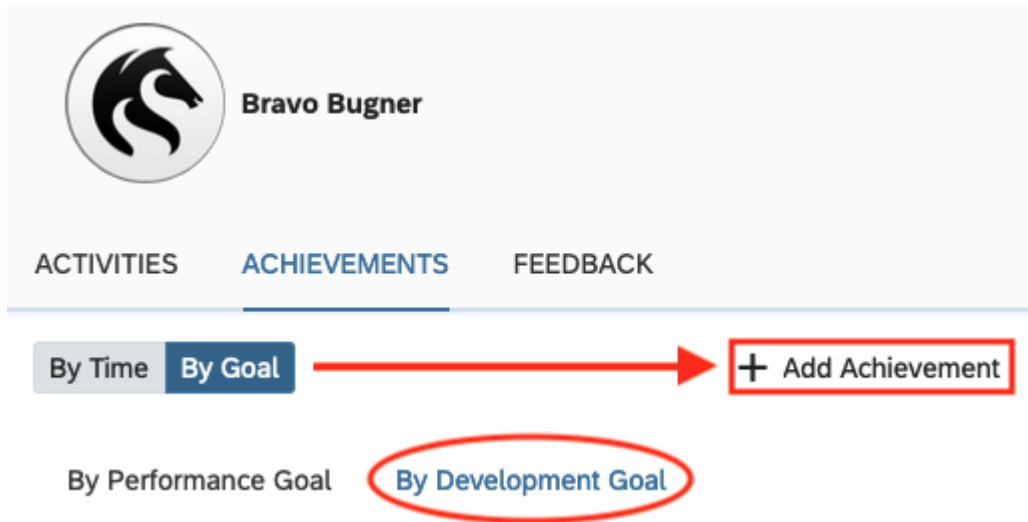 Bravo Bugner
ACTIVITIES ACHIEVEMENTS FEEDBACK
By Time By Goal + Add Achievement
By Performance Goal By Development Goal